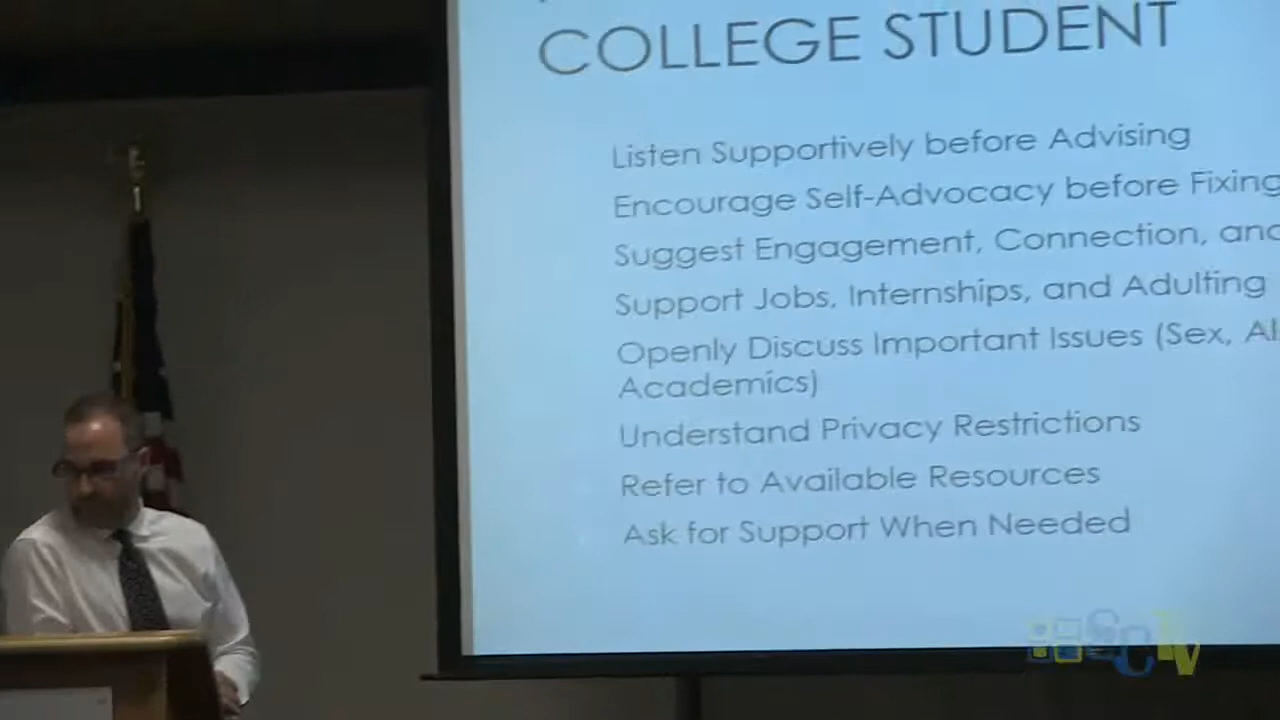 COLLEGE STUDENT
Listen Supportively before Advising
Encourage Self-Advocacy before Fixing
Suggest Engagement, Connection, and
Support Jobs, Internships, and Adulting
Openly Discuss Important Issues (Sex,
Academics)
Understand Privacy Restrictions
Refer to Available Resources
Ask for Support When Needed
SCTV